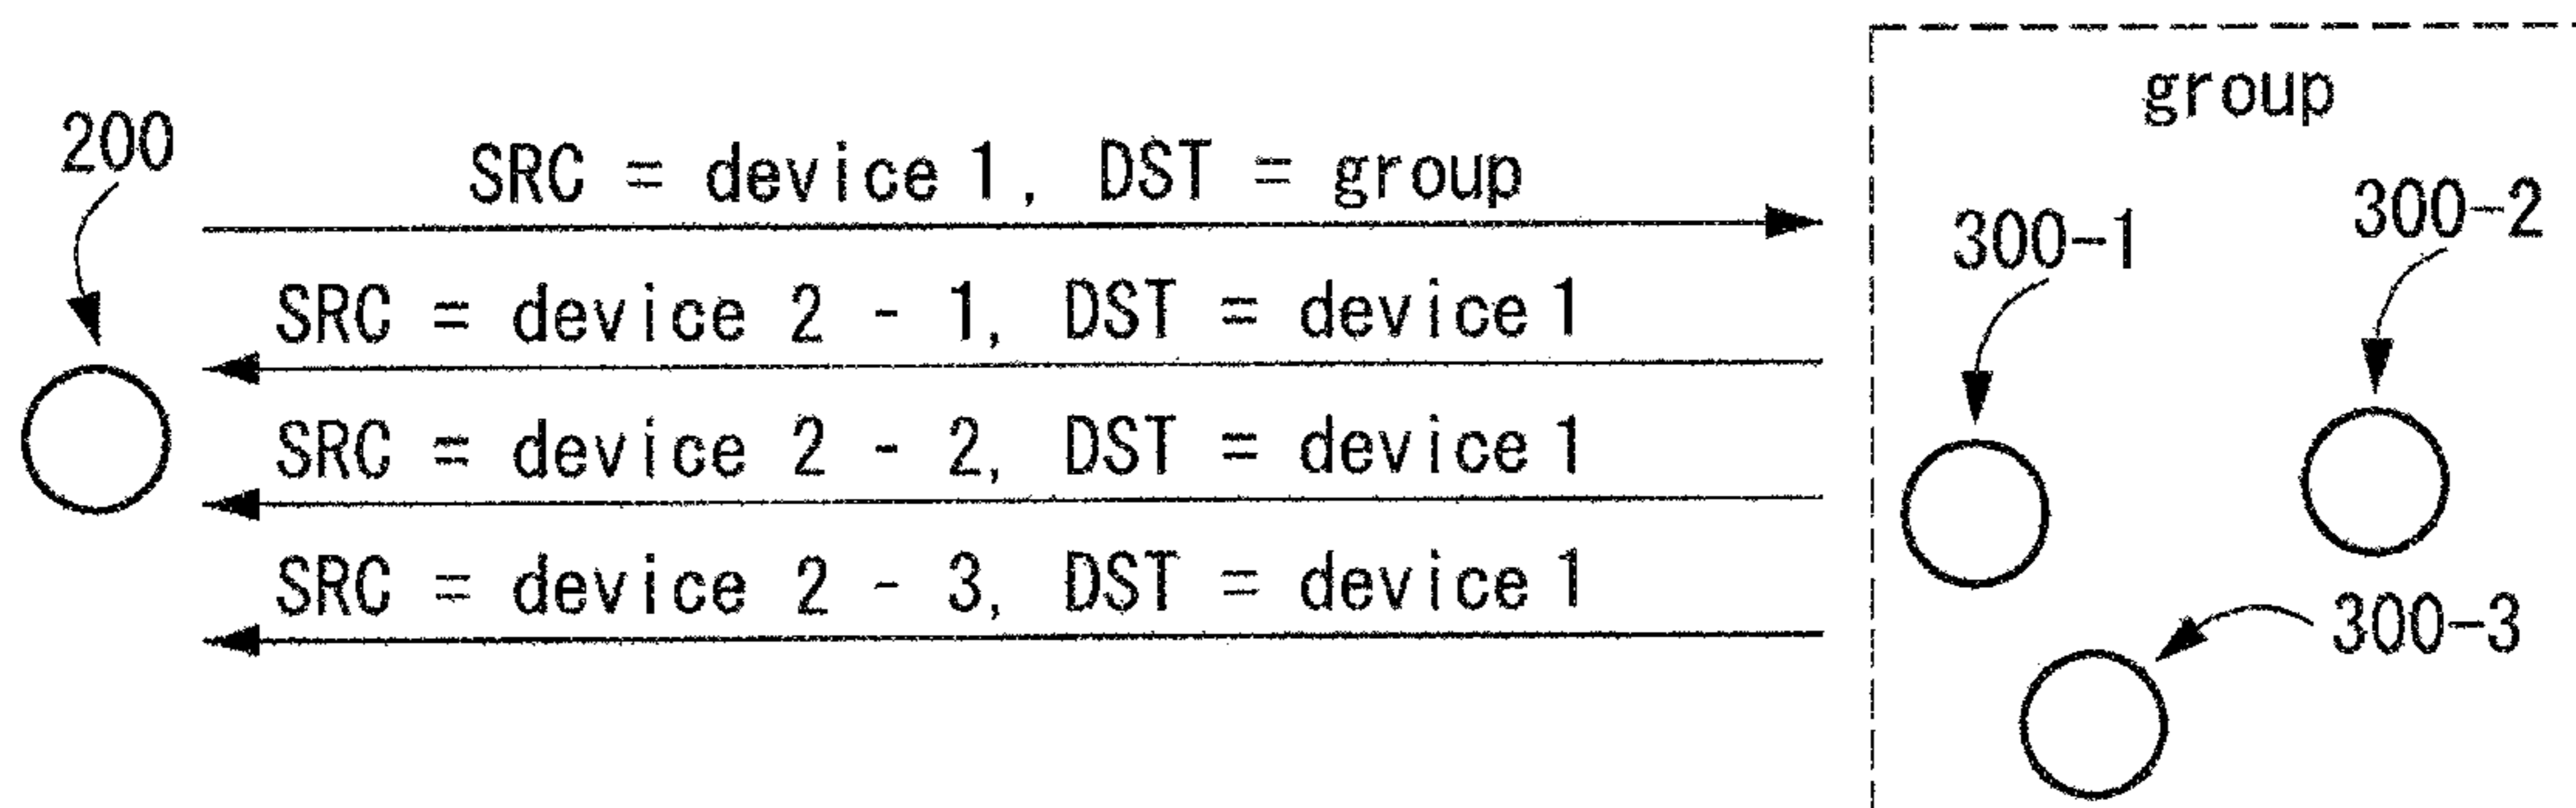 group
200
SRC = device 1, DST = group
300-1
300-2
SRC = device 2 - 1, DST = device 1
SRC = device 2 - 2, DST = device 1
SRC = device 2 - 3, DST = device 1
300-3